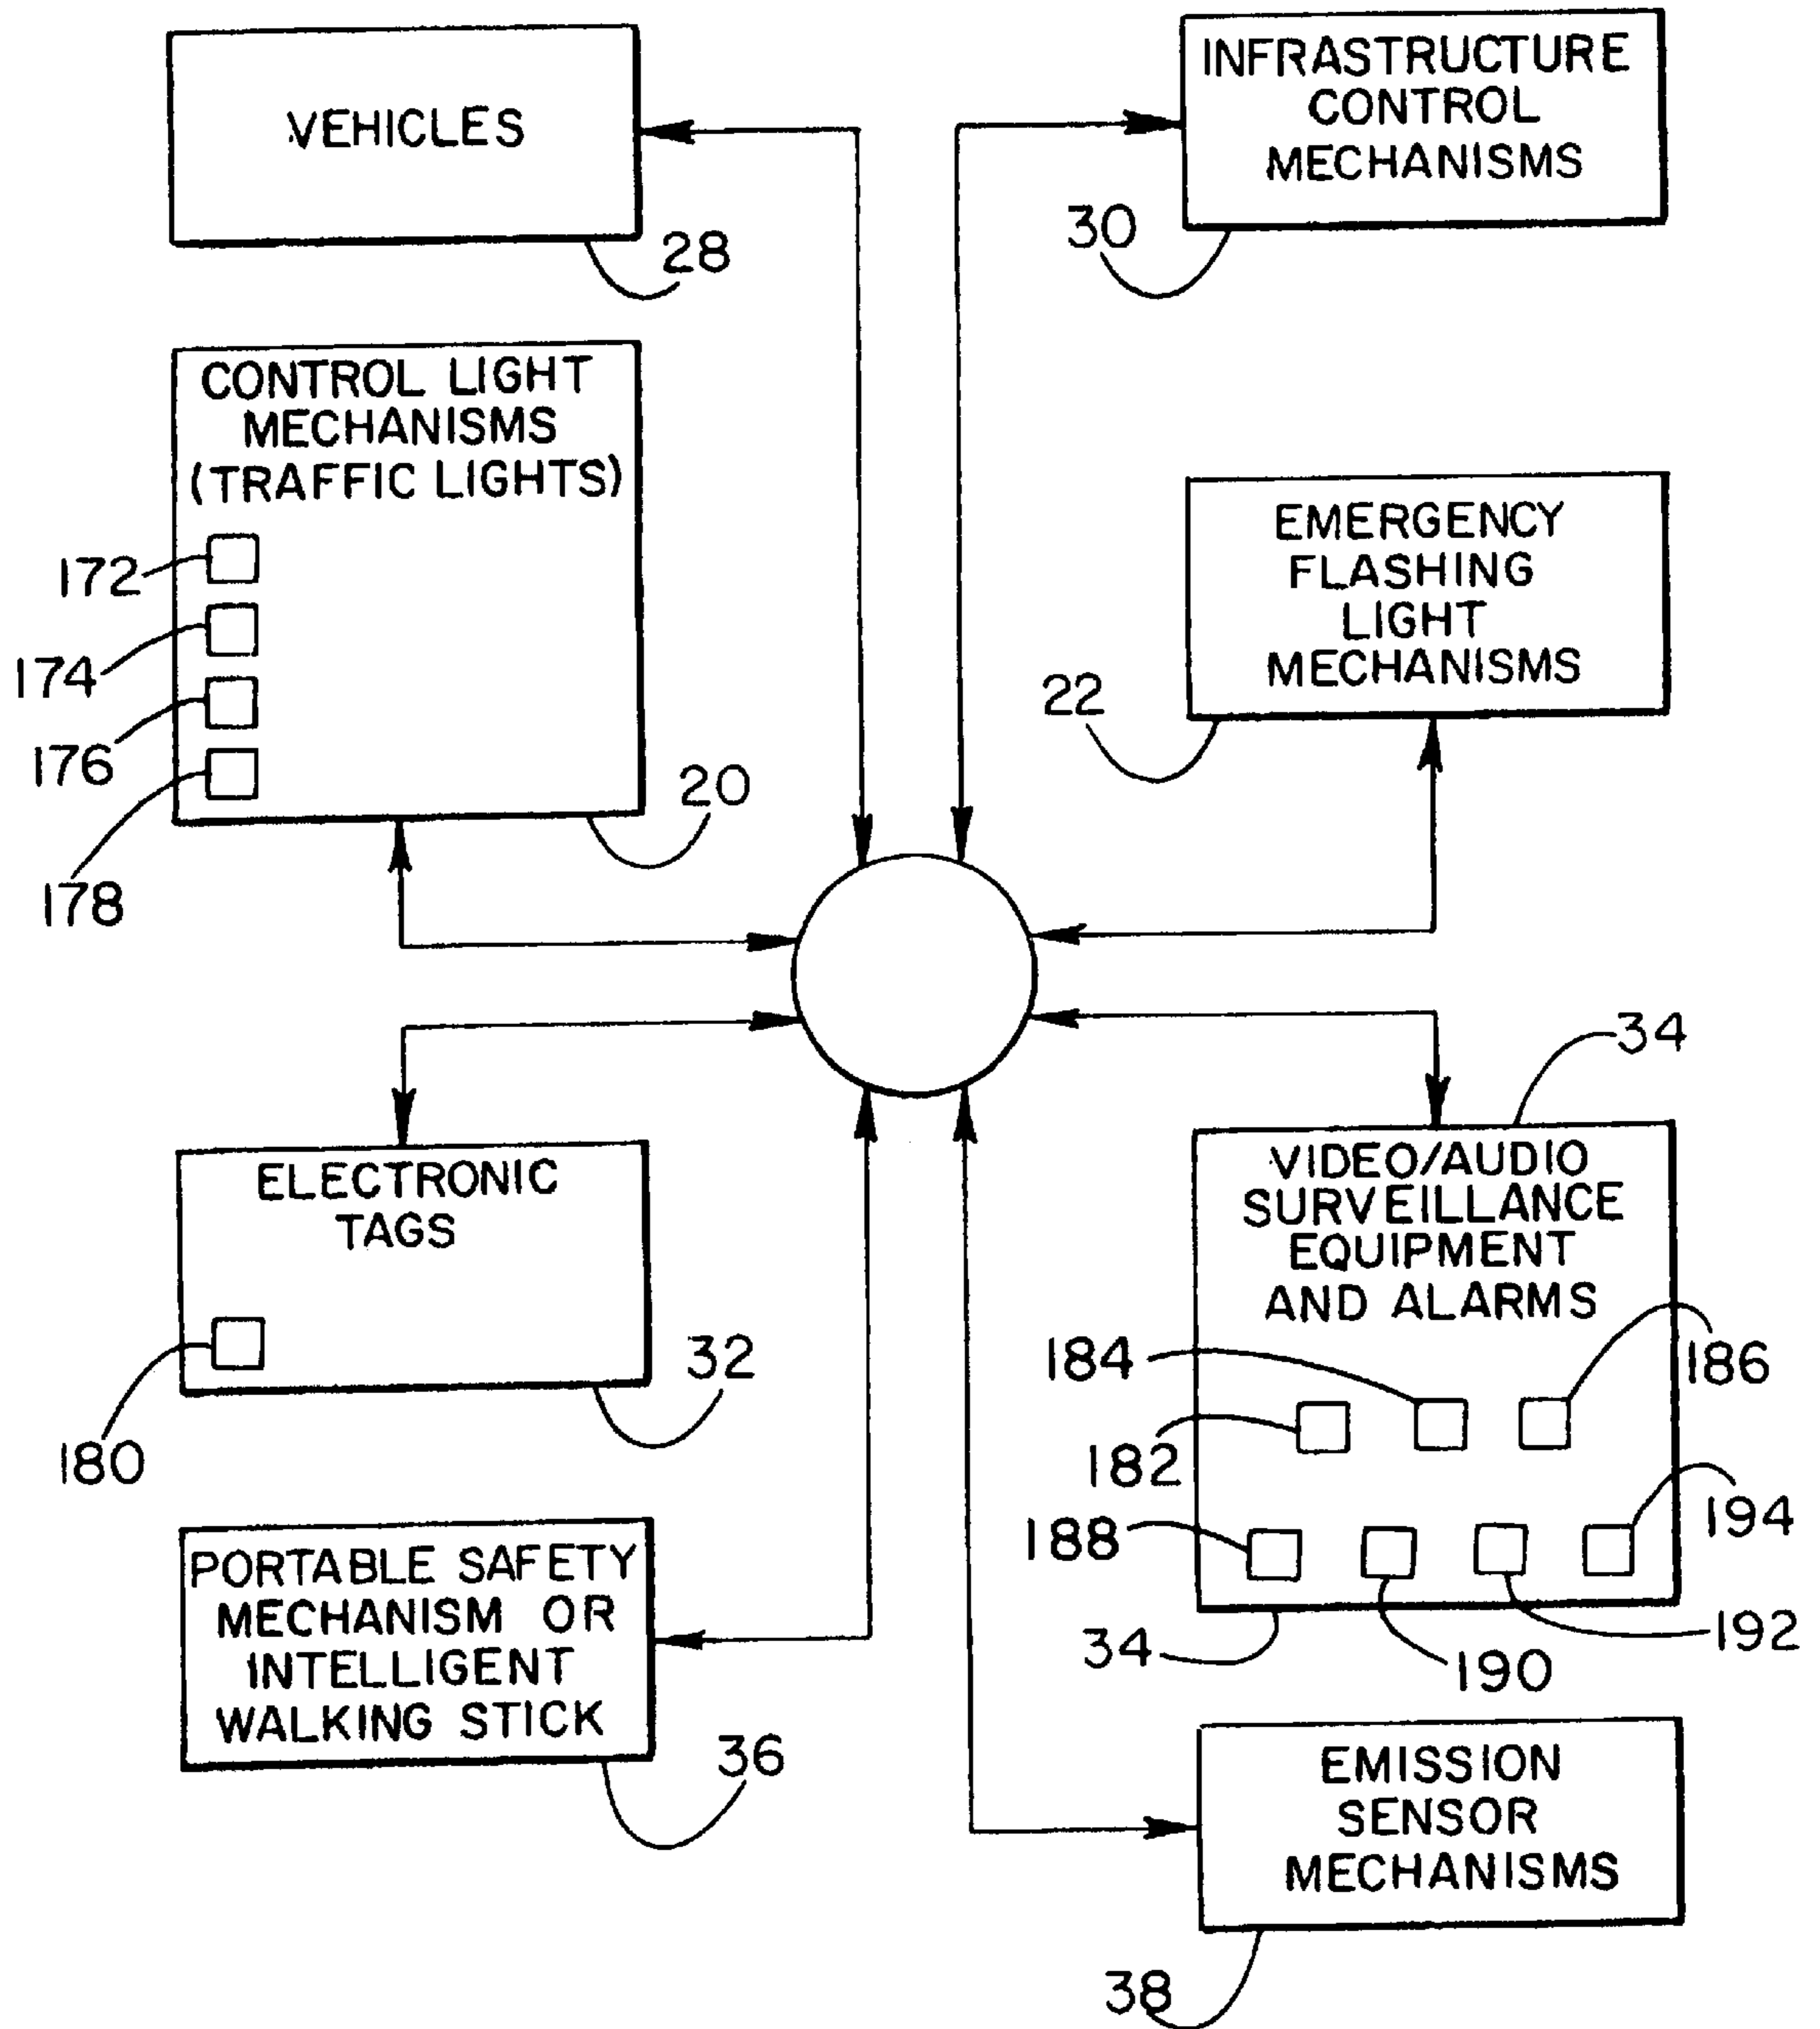 VEHICLES
28
INFRASTRUCTURE
CONTROL
MECHANISMS
30
CONTROL LIGHT
MECHANISMS
(TRAFFIC LIGHTS)
172
174
176
178
20
EMERGENCY
FLASHING
LIGHT
MECHANISMS
22
ELECTRONIC
TAGS
180
32
34
VIDEO/AUDIO
SURVEILLANCE
EQUIPMENT
AND ALARMS
184
186
182
188
194
34
190
192
PORTABLE SAFETY
MECHANISM OR
INTELLIGENT
WALKING STICK
36
EMISSION
SENSOR
MECHANISMS
38